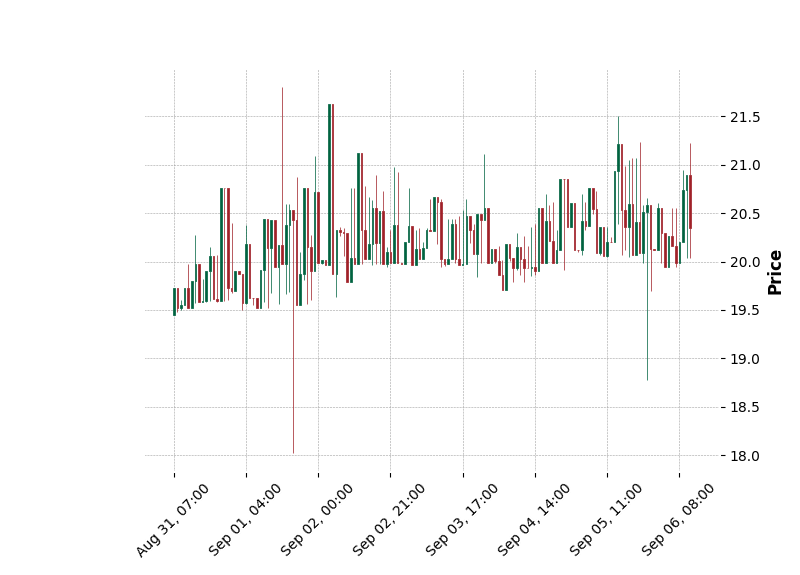 21.5
21.0
20.5
20.0
19.5
19.0
18.5
18.0
Price
Aug 31, 07:00
Sep 01, 04:00
Sep 02, 00:00
Sep 02, 21:00
Sep 03, 17:00
Sep 04, 14:00
Sep 05, 11:00
Sep 06, 08:00